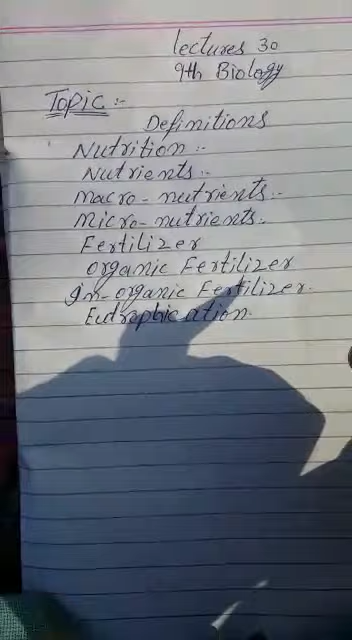 lectures 30
9th Biology
Topic :-
Definitions
Nutrition :-
Nutrients :-
Macro - nutrients :-
Micro - nutrients :-
Fertilizer
organic Fertilizer
In-organic Fertilizer.
Eutrophication.